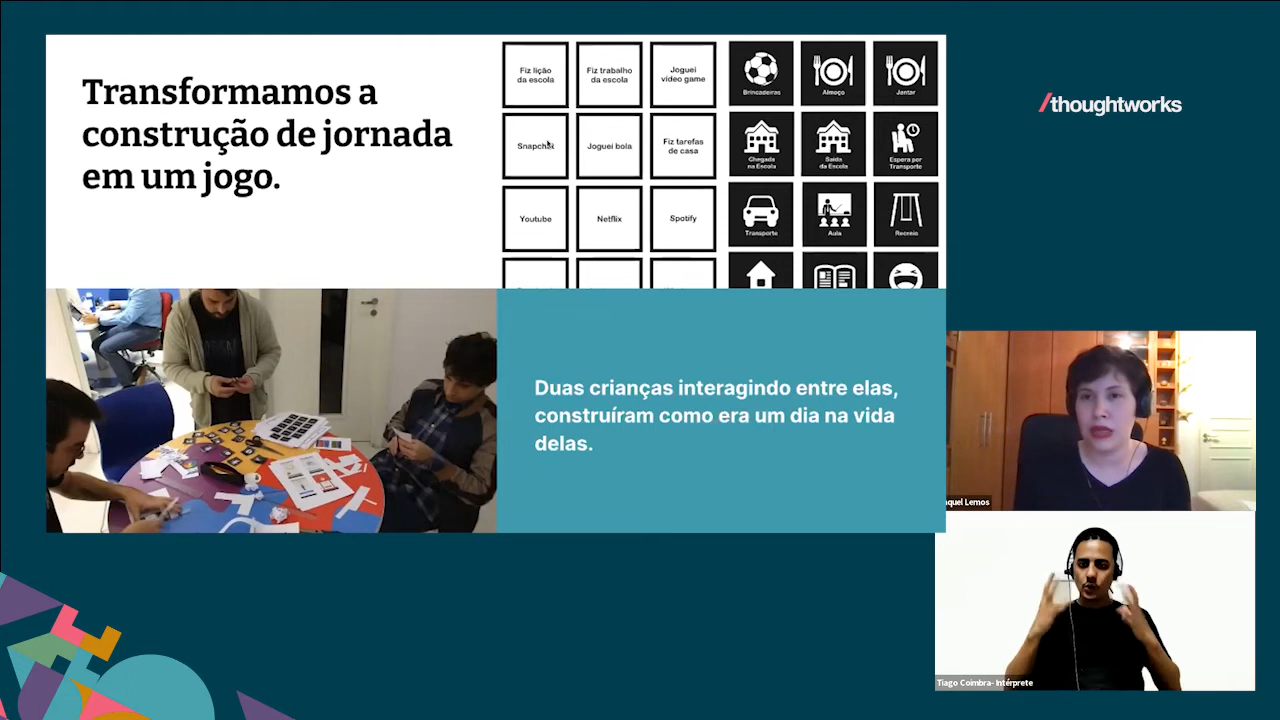 Transformamos a
construção de jornada
em um jogo.
Fiz lição
da escola
Fiz trabalho
da escola
Joguei
vídeo game
Snapchat
Joguei bola
Fiz tarefas
de casa
Youtube
Netflix
Spotify
Brincadeiras
Almoço
Jantar
Chegada
na Escola
Saída
da Escola
Espera por
Transporte
Transporte
Aula
Recreio
Duas crianças interagindo entre elas,
construíram como era um dia na vida
delas.
/thoughtworks
aquel Lemos
Tiago Coimbra- Intérprete